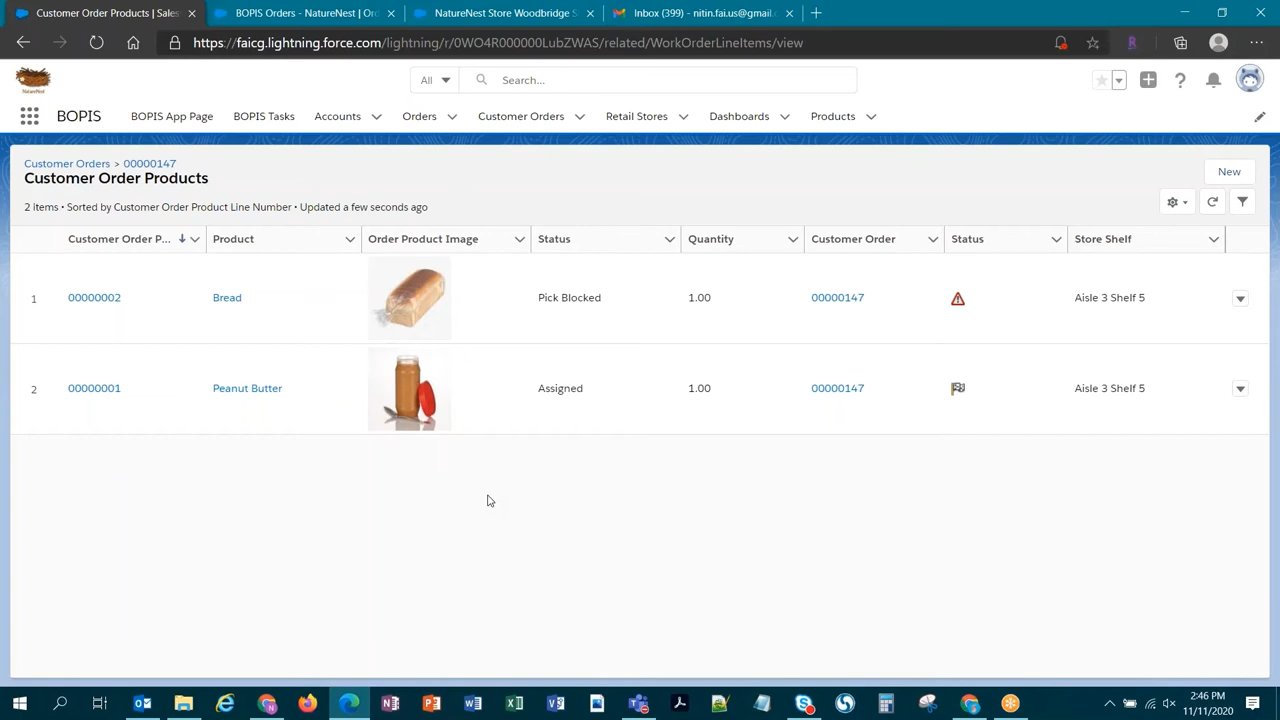 Customer Order Products | Sales
BOPIS Orders - NatureNest | Or
NatureNest Store Woodbridge S
Inbox (399) - nitin.fai.us@gmail.c
https://faicg.lightning.force.com/lightning/r/0WO4R000000LubZWAS/related/WorkOrderLineItems/view
NatureNest
All
Search...
BOPIS
BOPIS App Page
BOPIS Tasks
Accounts
Orders
Customer Orders
Retail Stores
Dashboards
Products
Customer Orders > 00000147
Customer Order Products
New
2 items • Sorted by Customer Order Product Line Number • Updated a few seconds ago
Customer Order P... Product Order Product Image Status Quantity Customer Order Status Store Shelf
1 00000002 Bread Pick Blocked 1.00 00000147 Aisle 3 Shelf 5
2 00000001 Peanut Butter Assigned 1.00 00000147 Aisle 3 Shelf 5
2:46 PM
11/11/2020